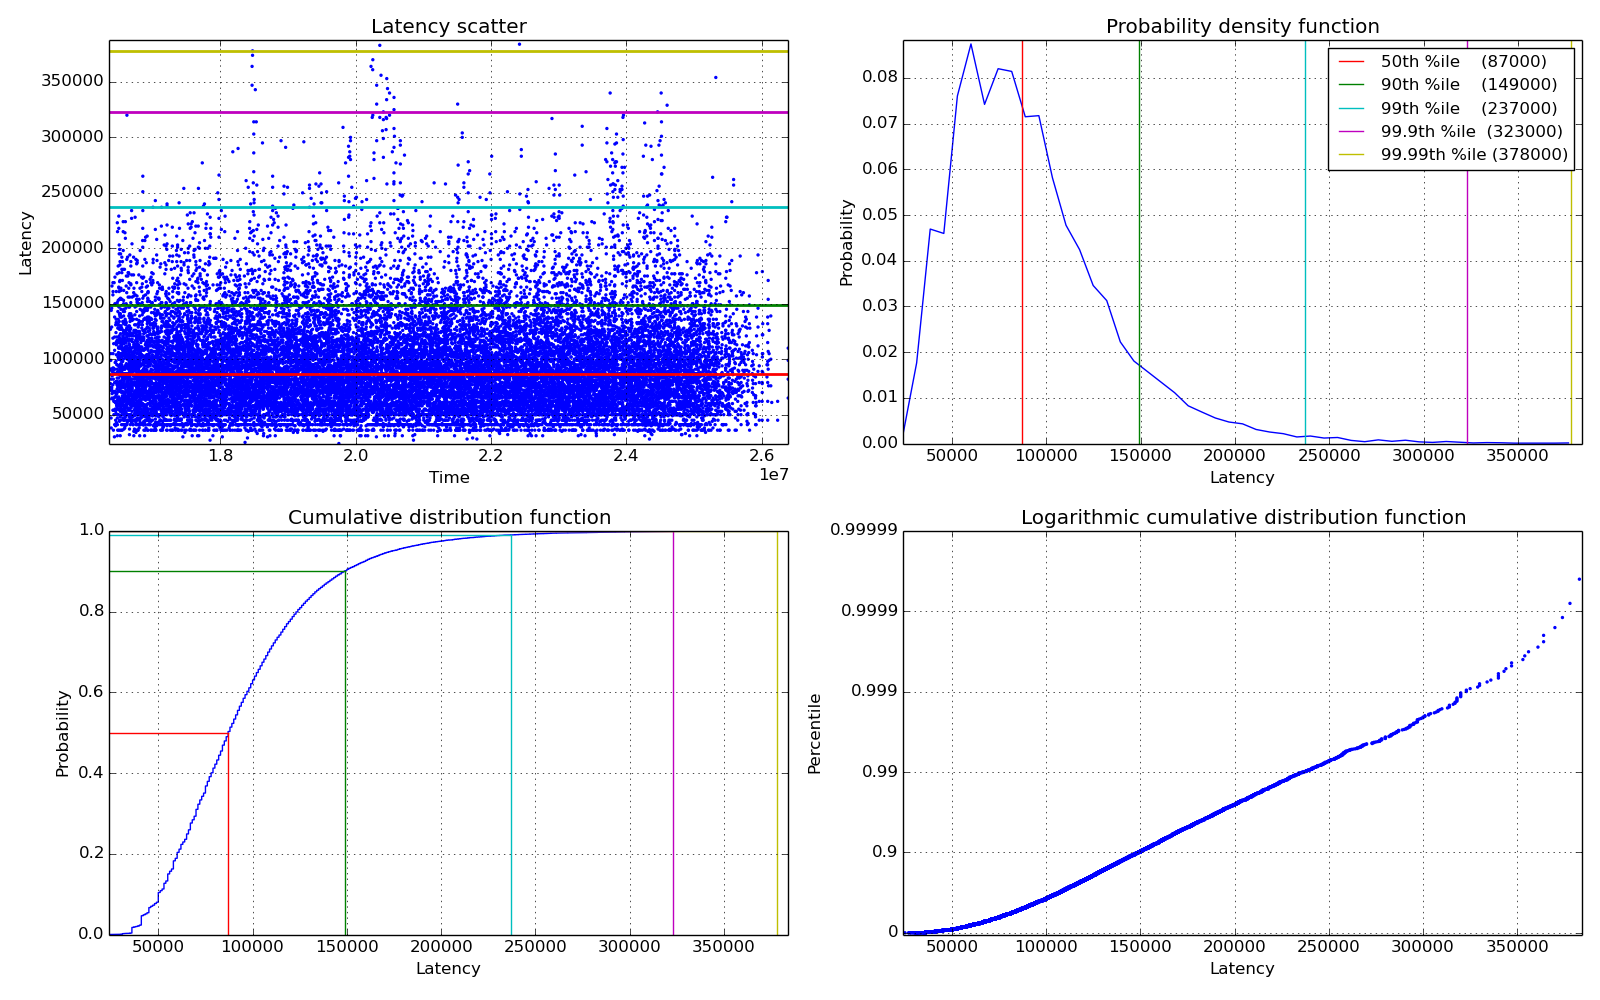 Latency scatter
350000
300000
250000
200000
150000
100000
50000
Latency
1.8
2.0
2.2
2.4
2.6
1e7
Time
Probability density function
50th %ile (87000)
90th %ile (149000)
99th %ile (237000)
99.9th %ile (323000)
99.99th %ile (378000)
0.08
0.07
0.06
0.05
0.04
0.03
0.02
0.01
0.00
Probability
50000 100000 150000 200000 250000 300000 350000
Latency
Cumulative distribution function
1.0
0.8
0.6
0.4
0.2
0.0
Probability
50000 100000 150000 200000 250000 300000 350000
Latency
Logarithmic cumulative distribution function
0.99999
0.9999
0.999
0.99
0.9
0
Percentile
50000 100000 150000 200000 250000 300000 350000
Latency